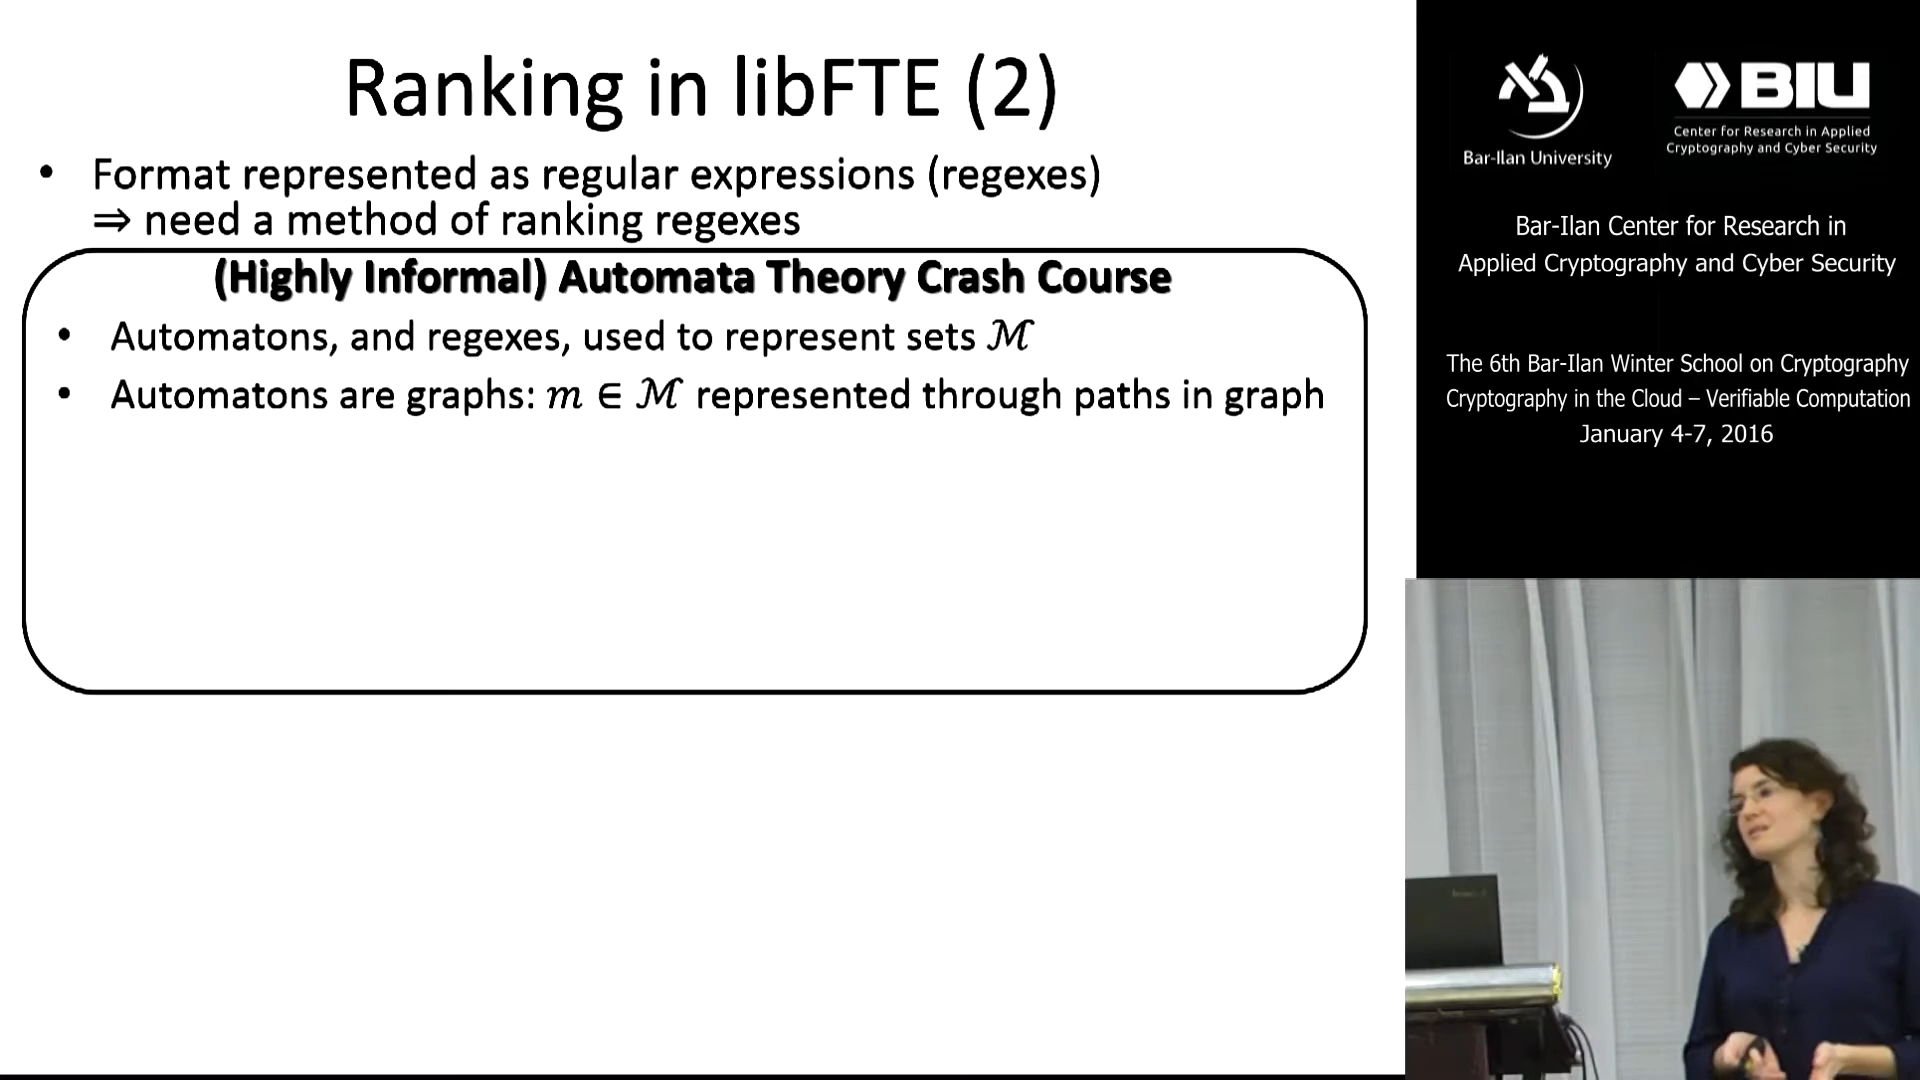 Ranking in libFTE (2)
• Format represented as regular expressions (regexes)
⇒ need a method of ranking regexes
(Highly Informal) Automata Theory Crash Course
• Automatons, and regexes, used to represent sets ℳ
• Automatons are graphs: m ∈ ℳ represented through paths in graph
Bar-Ilan University
BIU
Center for Research in Applied
Cryptography and Cyber Security
Bar-Ilan Center for Research in
Applied Cryptography and Cyber Security
The 6th Bar-Ilan Winter School on Cryptography
Cryptography in the Cloud – Verifiable Computation
January 4-7, 2016